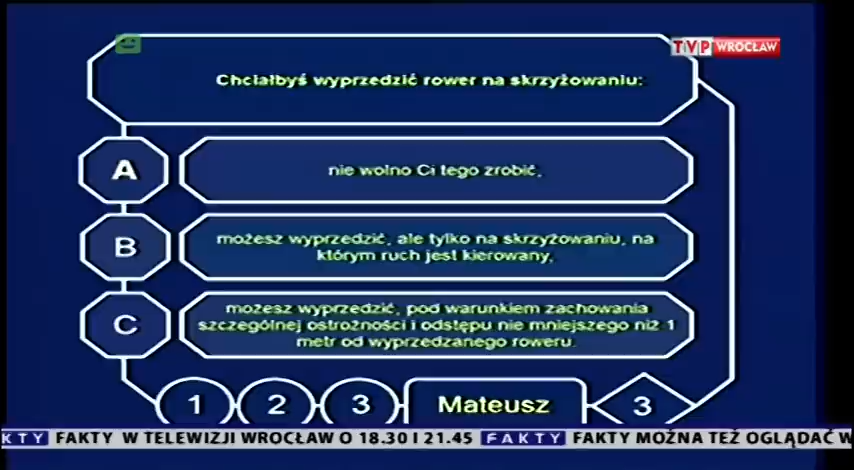 TVP WROCŁAW
Chciałbyś wyprzedzić rower na skrzyżowaniu:
A
nie wolno Ci tego zrobić,
B
możesz wyprzedzić, ale tylko na skrzyżowaniu, na
którym ruch jest kierowany,
C
możesz wyprzedzić, pod warunkiem zachowania
szczególnej ostrożności i odstępu nie mniejszego niż 1
metr od wyprzedzanego roweru.
1 2 3 Mateusz 3
KTY FAKTY W TELEWIZJI WROCŁAW O 18.30 I 21.45 FAKTY FAKTY MOŻNA TEŻ OGLĄDAĆ W